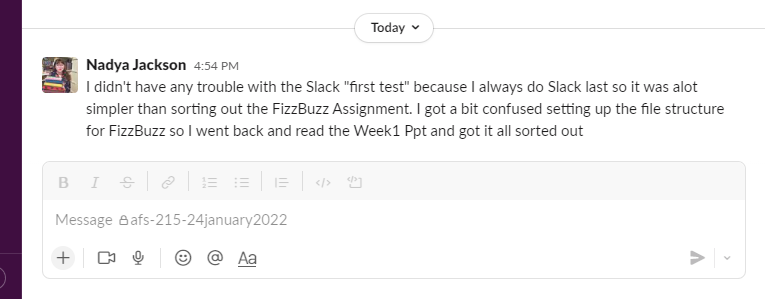 Today
Nadya Jackson 4:54 PM
I didn't have any trouble with the Slack "first test" because I always do Slack last so it was alot
simpler than sorting out the FizzBuzz Assignment. I got a bit confused setting up the file structure
for FizzBuzz so I went back and read the Week1 Ppt and got it all sorted out
B I S
Message afs-215-24january2022
Aa